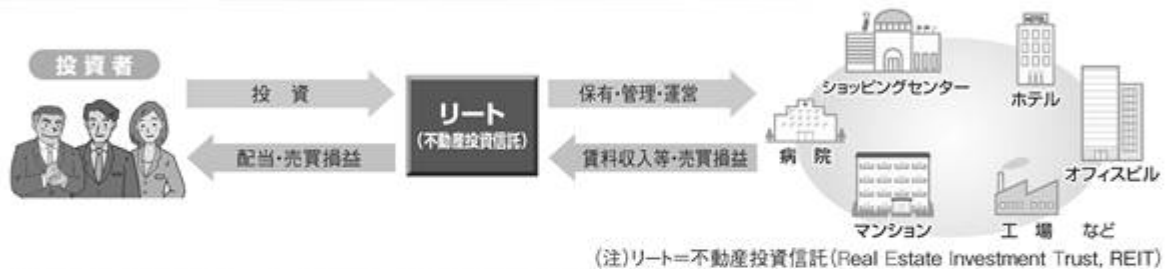 投資者
投資
配当・売買損益
リート
(不動産投資信託)
保有・管理・運営
賃料収入等・売買損益
ショッピングセンター
ホテル
病院
オフィスビル
マンション
工場 など
(注)リート=不動産投資信託(Real Estate Investment Trust, REIT)